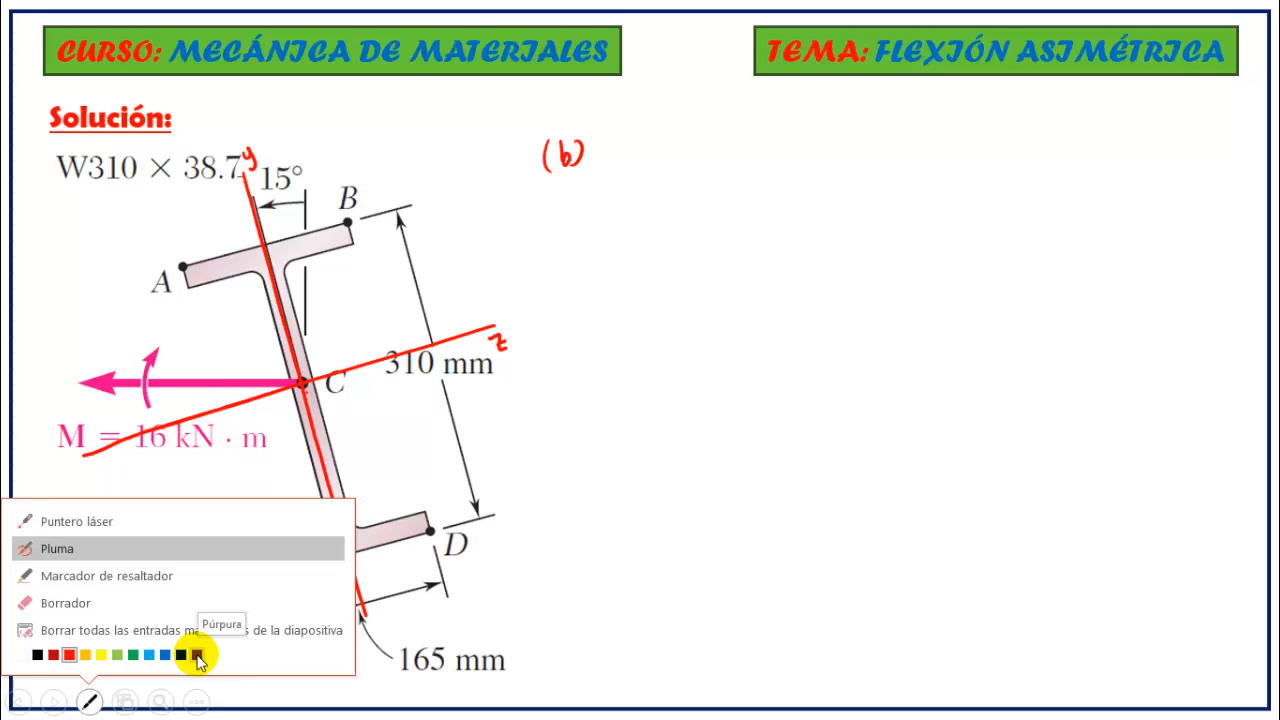 CURSO: MECÁNICA DE MATERIALES
TEMA: FLEXIÓN ASIMÉTRICA
Solución:
W310 × 38.7
y
15°
(b)
B
A
z
310 mm
C
M = 16 kN · m
D
165 mm
Puntero láser
Pluma
Marcador de resaltador
Borrador
Borrar todas las entradas ma s de la diapositiva
Púrpura